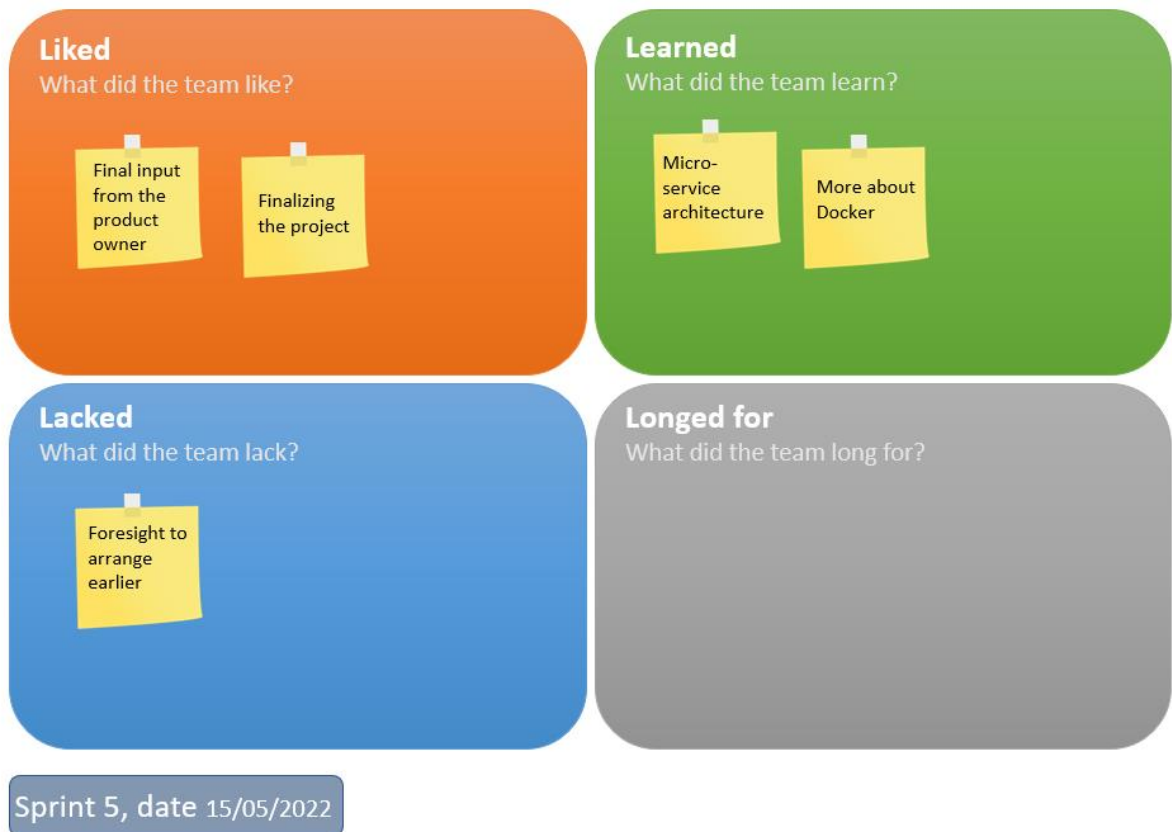 Liked
What did the team like?
Final input
from the
product
owner
Finalizing
the project
Learned
What did the team learn?
Micro-
service
architecture
More about
Docker
Lacked
What did the team lack?
Foresight to
arrange
earlier
Longed for
What did the team long for?
Sprint 5, date 15/05/2022